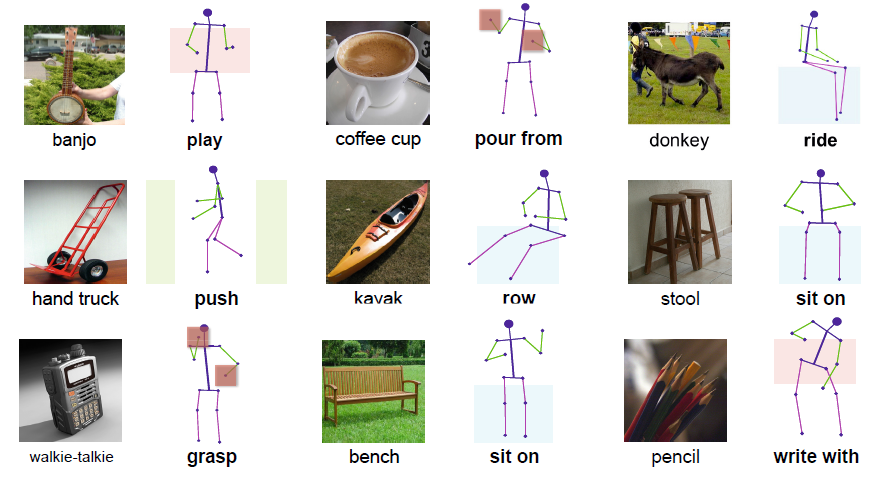 banjo play coffee cup pour from donkey ride
hand truck push kayak row stool sit on
walkie-talkie grasp bench sit on pencil write with